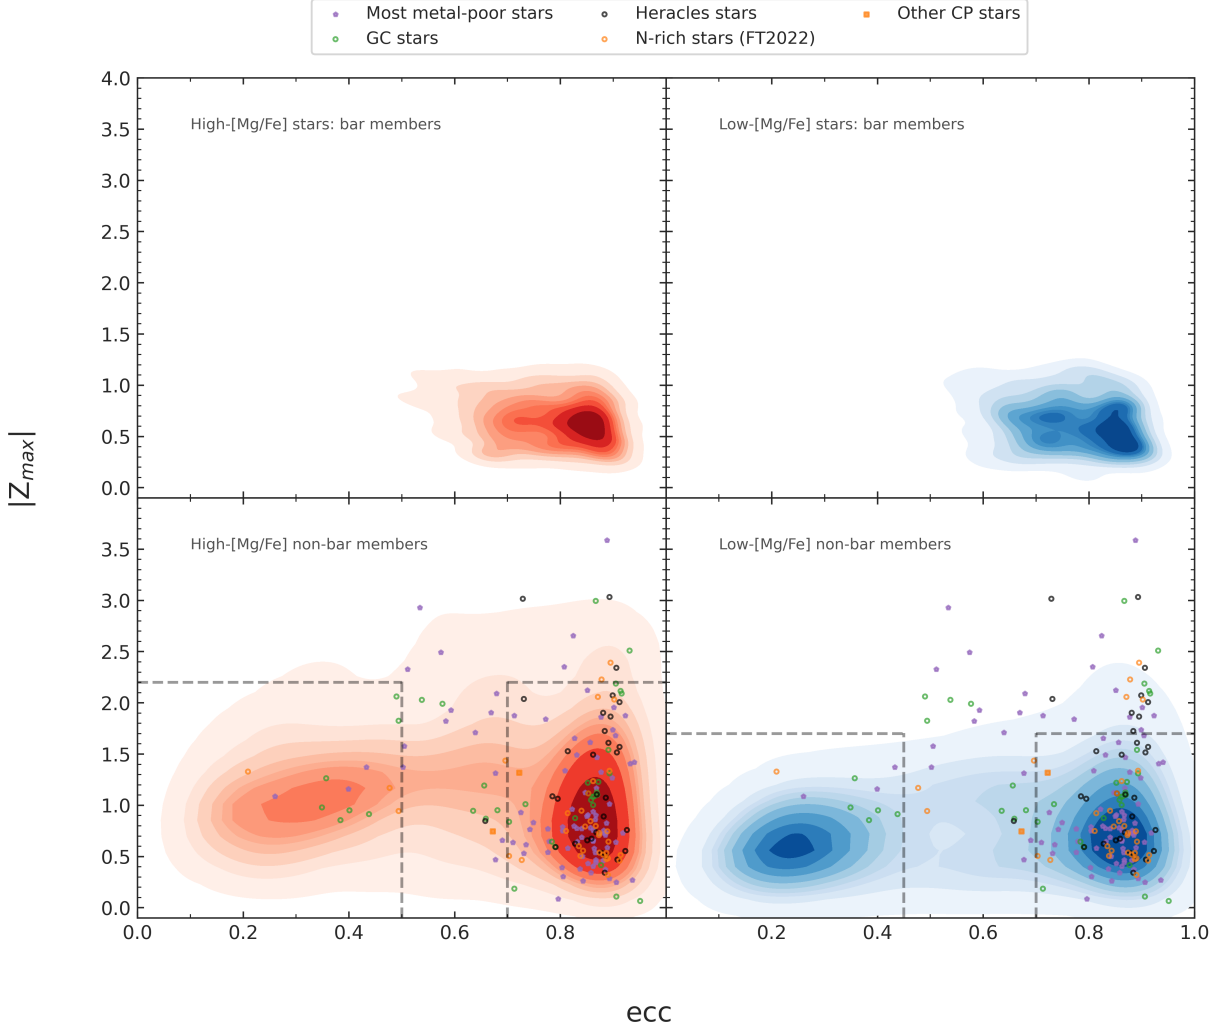 Most metal-poor stars Heracles stars Other CP stars
GC stars N-rich stars (FT2022)
High-[Mg/Fe] stars: bar members Low-[Mg/Fe] stars: bar members
4.0
3.5
3.0
2.5
2.0
1.5
1.0
0.5
0.0
|Z_max|
High-[Mg/Fe] non-bar members Low-[Mg/Fe] non-bar members
3.5
3.0
2.5
2.0
1.5
1.0
0.5
0.0
0.0 0.2 0.4 0.6 0.8 0.2 0.4 0.6 0.8 1.0
ecc